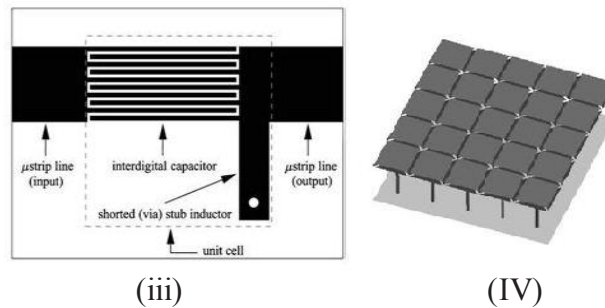 μstrip line
(input)
interdigital capacitor
μstrip line
(output)
shorted (via) stub inductor
unit cell
(iii)
(IV)